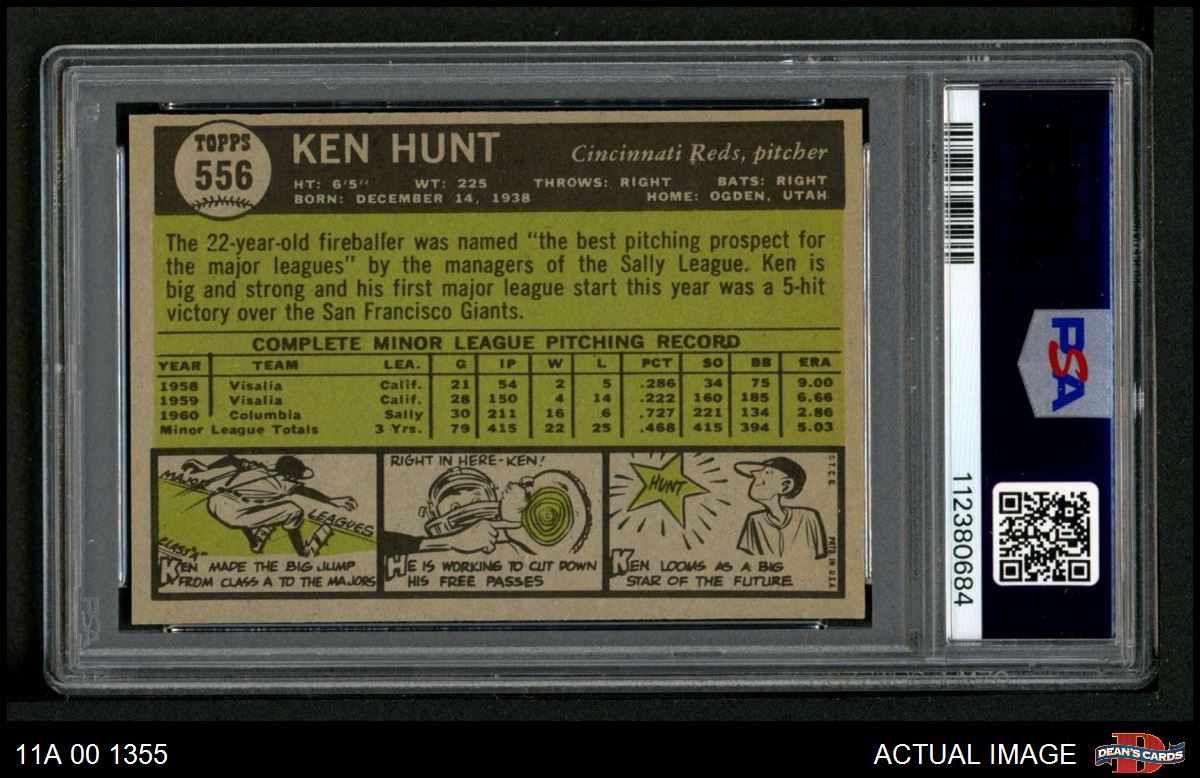 TOPPS
556
KEN HUNT
Cincinnati Reds, pitcher
HT: 6'5" WT: 225 THROWS: RIGHT BATS: RIGHT
BORN: DECEMBER 14, 1938 HOME: OGDEN, UTAH
The 22-year-old fireballer was named "the best pitching prospect for
the major leagues" by the managers of the Sally League. Ken is
big and strong and his first major league start this year was a 5-hit
victory over the San Francisco Giants.
COMPLETE MINOR LEAGUE PITCHING RECORD
YEAR TEAM LEA. G IP W L PCT SO BB ERA
1958 Visalia Calif. 21 54 2 5 .286 34 75 9.00
1959 Visalia Calif. 28 150 4 14 .222 160 185 6.66
1960 Columbia Sally 30 211 16 6 .727 221 134 2.86
Minor League Totals 3 Yrs. 79 415 22 25 .468 415 394 5.03
MAJOR
LEAGUES
CLASS "A"
KEN MADE THE BIG JUMP
FROM CLASS A TO THE MAJORS
RIGHT IN HERE-KEN!
HE IS WORKING TO CUT DOWN
HIS FREE PASSES
HUNT
KEN LOOMS AS A BIG
STAR OF THE FUTURE
©T.C.G.
PRTD. IN U.S.A.
PSA
112380684
PSA
11A 00 1355
ACTUAL IMAGE
DEAN'S CARDS